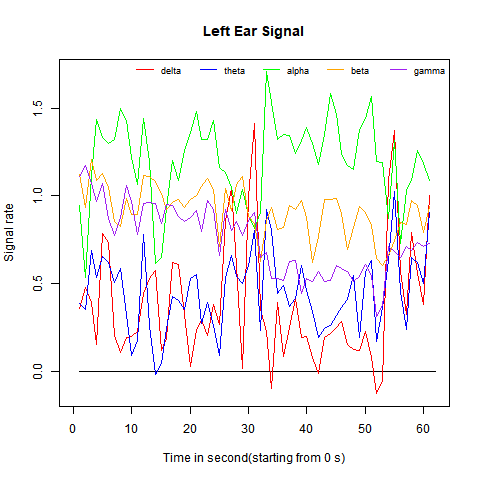 Left Ear Signal
delta theta alpha beta gamma
Signal rate
0.0 0.5 1.0 1.5
0 10 20 30 40 50 60
Time in second(starting from 0 s)